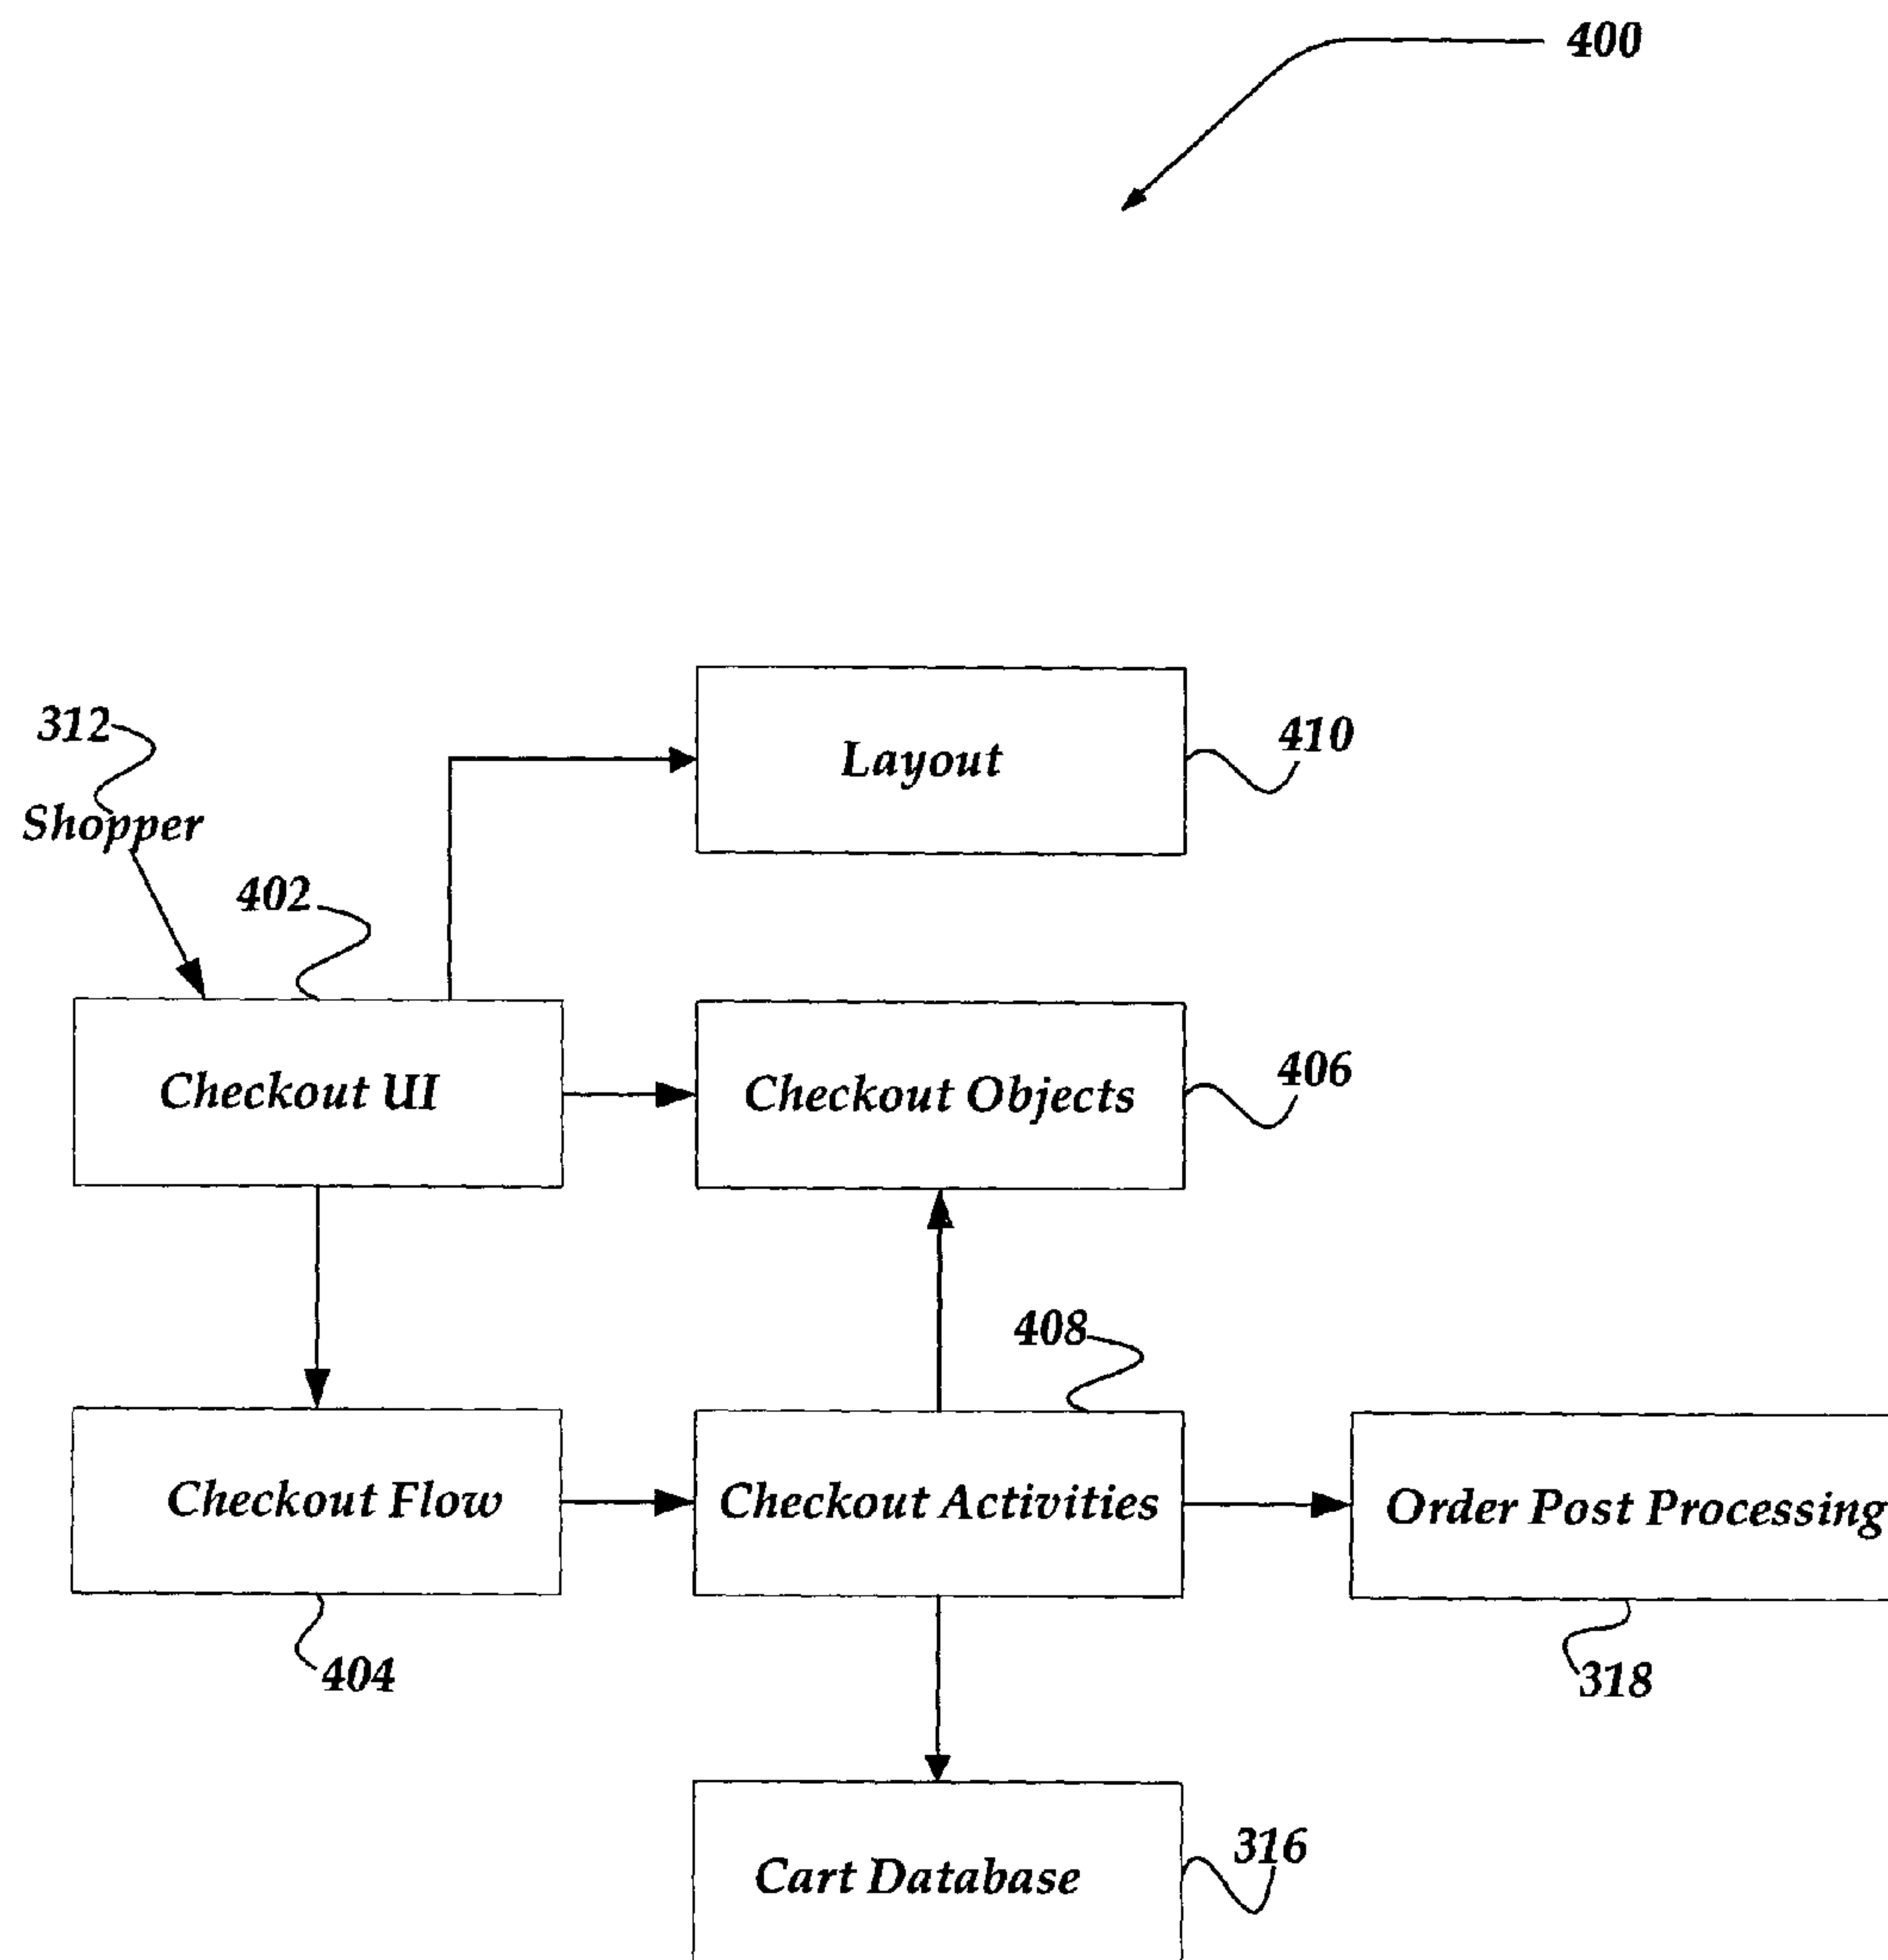 400
Layout
410
312
Shopper
402
Checkout UI
Checkout Objects
406
408
Checkout Flow
Checkout Activities
Order Post Processing
404
318
Cart Database
316